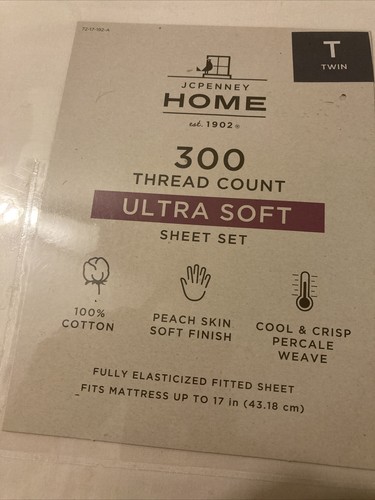 T
TWIN
JCPENNEY
HOME
est. 1902
300
THREAD COUNT
ULTRA SOFT
SHEET SET
100%
COTTON
PEACH SKIN
SOFT FINISH
COOL & CRISP
PERCALE
WEAVE
FULLY ELASTICIZED FITTED SHEET
FITS MATTRESS UP TO 17 in (43.18 cm)